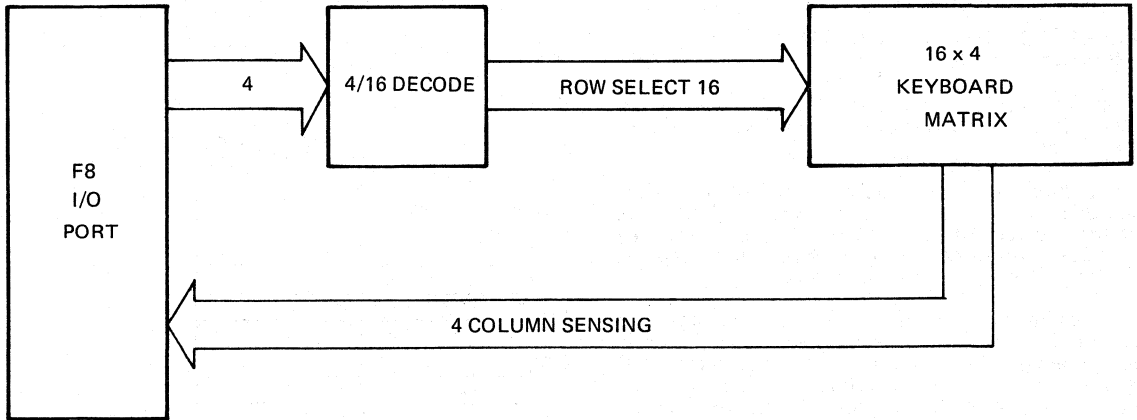 F8
I/O
PORT
4
4/16 DECODE
ROW SELECT 16
16 x 4
KEYBOARD
MATRIX
4 COLUMN SENSING